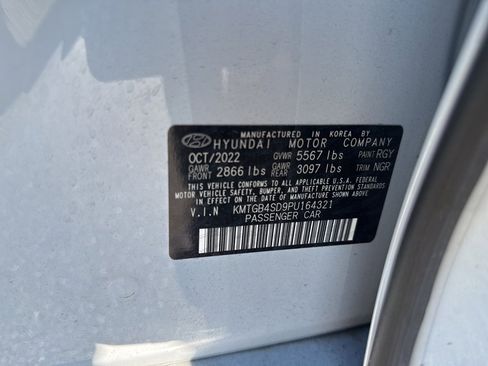 MANUFACTURED IN KOREA BY
HYUNDAI MOTOR COMPANY
OCT/2022 GVWR 5567 lbs PAINT RGY
GAWR FRONT 2866 lbs GAWR REAR 3097 lbs TRIM NGR
THIS VEHICLE CONFORMS TO ALL APPLICABLE U.S.A. FEDERAL
MOTOR VEHICLE SAFETY, BUMPER, AND THEFT PREVENTION STANDARDS
IN EFFECT ON THE DATE OF MANUFACTURE SHOWN ABOVE.
V.I.N KMTGB4SD9PU164321
PASSENGER CAR